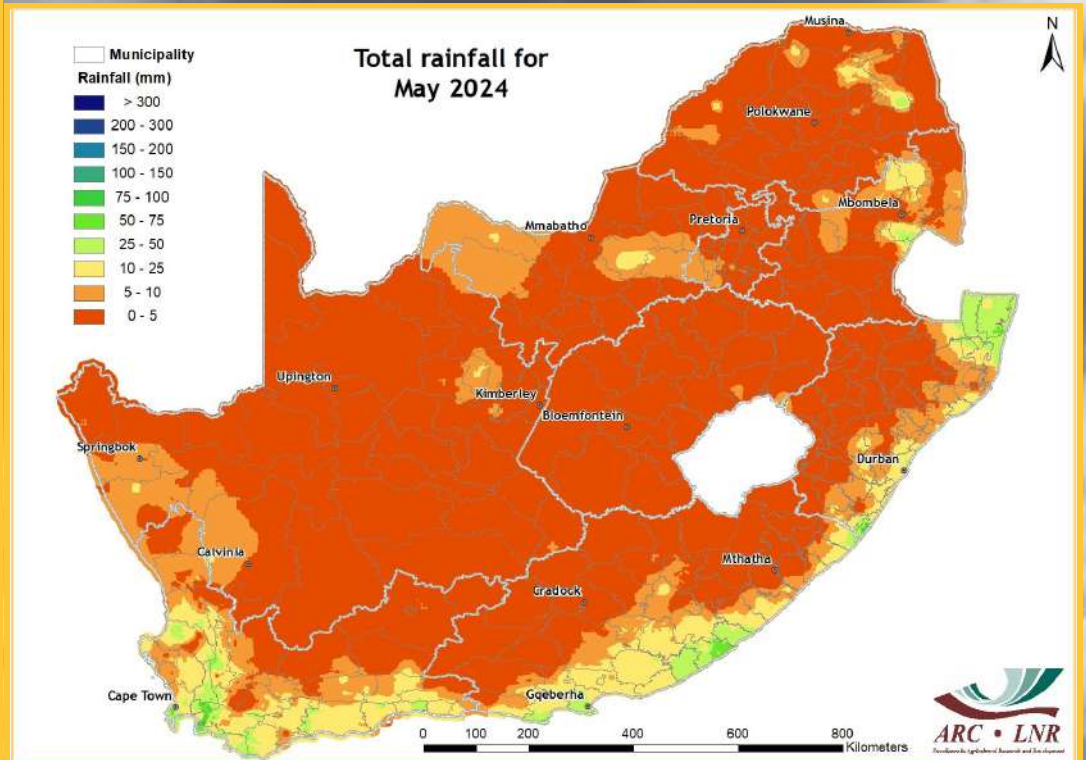 Total rainfall for
May 2024
N
Municipality
Rainfall (mm)
> 300
200 - 300
150 - 200
100 - 150
75 - 100
50 - 75
25 - 50
10 - 25
5 - 10
0 - 5
Musina
Polokwane
Mbombela
Pretoria
Mmabatho
Upington
Kimberley
Bloemfontein
Springbok
Durban
Calvinia
Mthatha
Cradock
Cape Town
Gqeberha
0 100 200 400 600 800
Kilometers
ARC • LNR